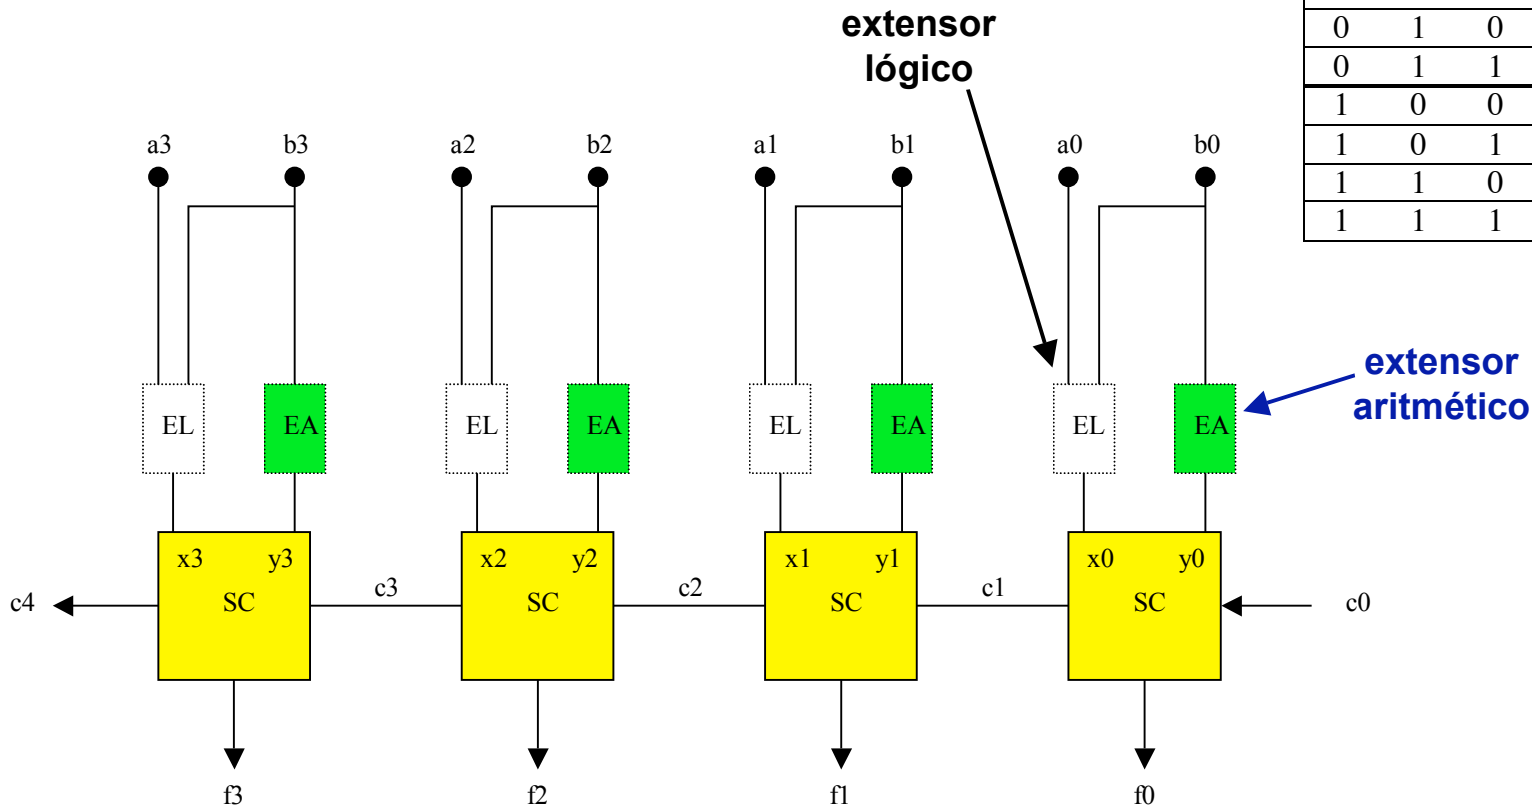 extensor
lógico
0 1 0
0 1 1
1 0 0
1 0 1
1 1 0
1 1 1
a3 b3 a2 b2 a1 b1 a0 b0
extensor
aritmético
EL EA EL EA EL EA EL EA
x3 y3 x2 y2 x1 y1 x0 y0
c4 SC c3 SC c2 SC c1 SC c0
f3 f2 f1 f0